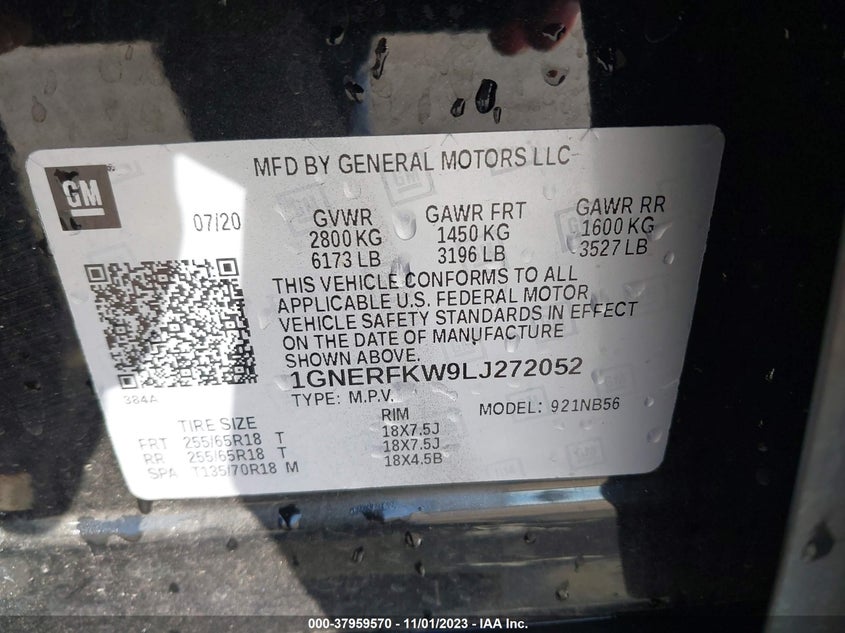 MFD BY GENERAL MOTORS LLC
GM
07/20
GVWR GAWR FRT GAWR RR
2800 KG 1450 KG 1600 KG
6173 LB 3196 LB 3527 LB
THIS VEHICLE CONFORMS TO ALL
APPLICABLE U.S. FEDERAL MOTOR
VEHICLE SAFETY STANDARDS IN EFFECT
ON THE DATE OF MANUFACTURE
SHOWN ABOVE.
1GNERFKW9LJ272052
384A
TYPE: M.P.V. MODEL: 921NB56
TIRE SIZE RIM
FRT 255/65R18 T 18X7.5J
RR 255/65R18 T 18X7.5J
SPA T135/70R18 M 18X4.5B
000-37959570 - 11/01/2023 - IAA Inc.